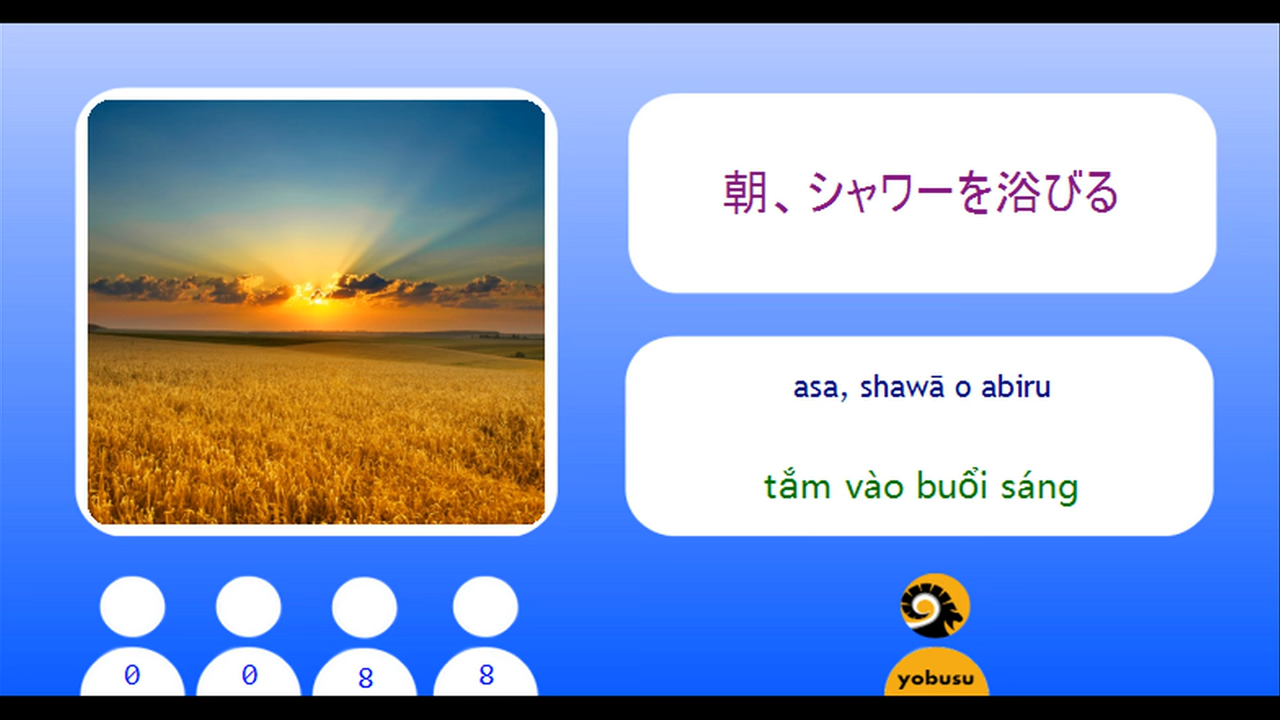 朝、シャワーを浴びる
asa, shawā o abiru
tắm vào buổi sáng
0 0 8 8
yobusu